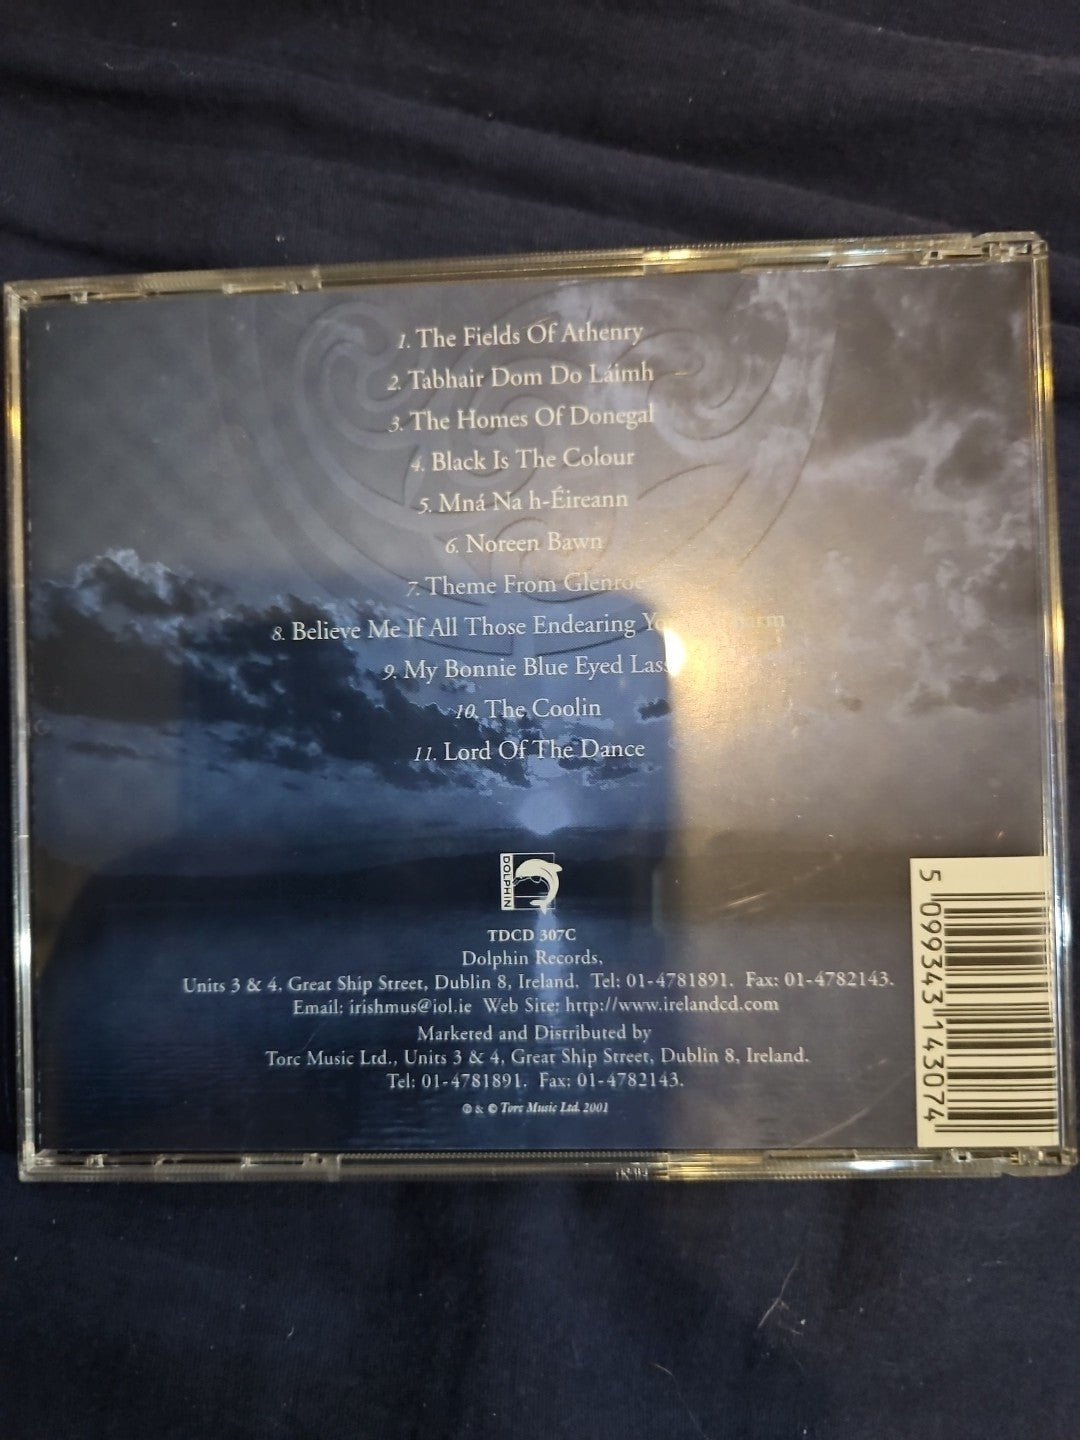 1. The Fields Of Athenry
2. Tabhair Dom Do Láimh
3. The Homes Of Donegal
4. Black Is The Colour
5. Mná Na h-Éireann
6. Noreen Bawn
7. Theme From Glenroe
8. Believe Me If All Those Endearing Yo arm
9. My Bonnie Blue Eyed Lass
10. The Coolin
11. Lord Of The Dance
DOLPHIN
TDCD 307C
Dolphin Records,
Units 3 & 4, Great Ship Street, Dublin 8, Ireland. Tel: 01-4781891. Fax: 01-4782143.
Email: irishmus@iol.ie Web Site: http://www.irelandcd.com
Marketed and Distributed by
Torc Music Ltd., Units 3 & 4, Great Ship Street, Dublin 8, Ireland.
Tel: 01-4781891. Fax: 01-4782143.
℗ & © Torc Music Ltd. 2001
5 099343 143074